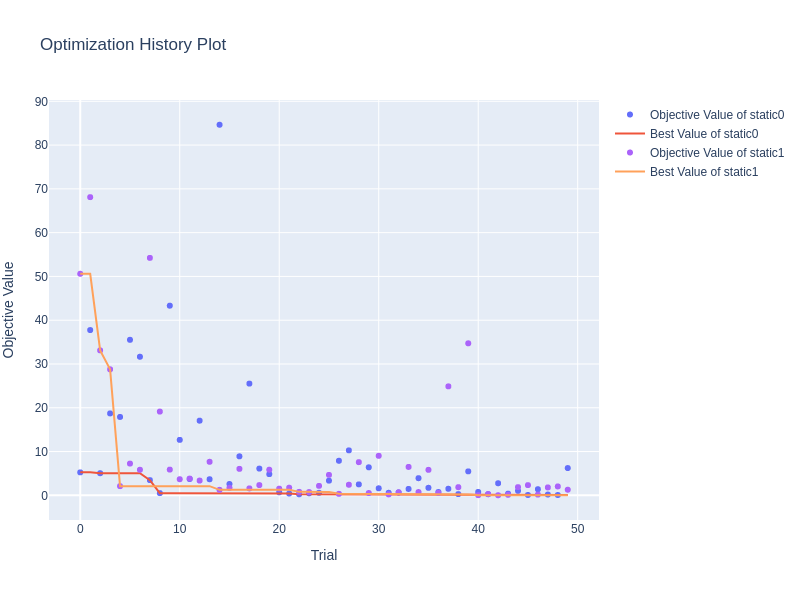 Optimization History Plot
Objective Value of static0
Best Value of static0
Objective Value of static1
Best Value of static1
Objective Value
90
80
70
60
50
40
30
20
10
0
0
10
20
30
40
50
Trial